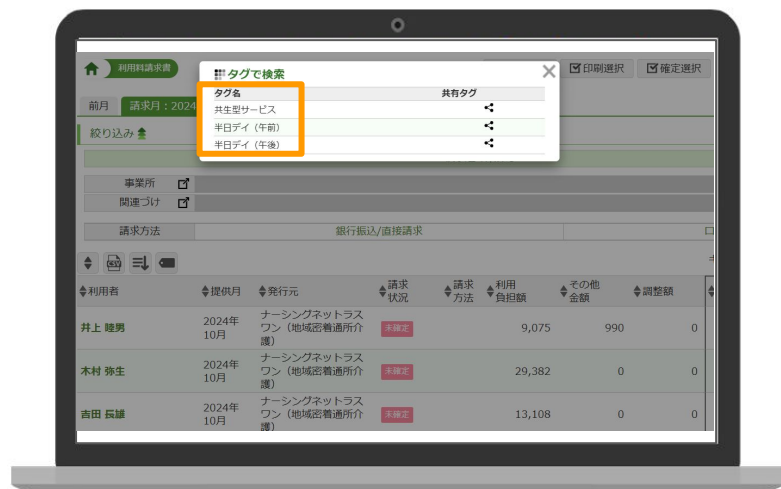 利用料請求書
タグで検索
印刷選択
確定選択
タグ名 共有タグ
共生型サービス
半日デイ（午前）
半日デイ（午後）
前月 請求月：2024
絞り込み
事業所
関連づけ
請求方法 銀行振込/直接請求 口
CSV
利用者 提供月 発行元 請求状況 請求方法 利用負担額 その他金額 調整額
井上 睦男 2024年10月 ナーシングネットラスワン（地域密着通所介護） 未確定 9,075 990 0
木村 弥生 2024年10月 ナーシングネットラスワン（地域密着通所介護） 未確定 29,382 0 0
吉田 長雄 2024年10月 ナーシングネットラスワン（地域密着通所介護） 未確定 13,108 0 0